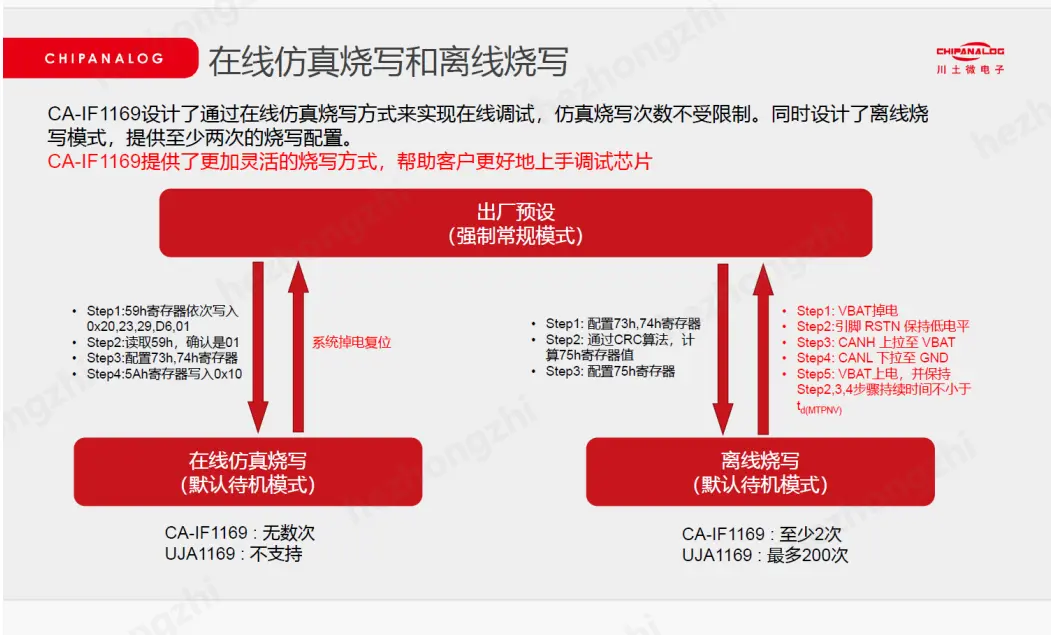 CHIPANALOG
在线仿真烧写和离线烧写
CHIPANALOG
川土微电子
CA-IF1169设计了通过在线仿真烧写方式来实现在线调试，仿真烧写次数不受限制。同时设计了离线烧
写模式，提供至少两次的烧写配置。
CA-IF1169提供了更加灵活的烧写方式，帮助客户更好地上手调试芯片
出厂预设
（强制常规模式）
• Step1:59h寄存器依次写入
0x20,23,29,D6,01
• Step2:读取59h，确认是01
• Step3:配置73h,74h寄存器
• Step4:5Ah寄存器写入0x10
系统掉电复位
• Step1: 配置73h,74h寄存器
• Step2: 通过CRC算法，计
算75h寄存器值
• Step3: 配置75h寄存器
• Step1: VBAT掉电
• Step2:引脚 RSTN 保持低电平
• Step3: CANH 上拉至 VBAT
• Step4: CANL 下拉至 GND
• Step5: VBAT上电，并保持
Step2,3,4步骤持续时间不小于
td(MTPNV)
在线仿真烧写
（默认待机模式）
离线烧写
（默认待机模式）
CA-IF1169 : 无数次
UJA1169 : 不支持
CA-IF1169 : 至少2次
UJA1169 : 最多200次
hezhongzhi